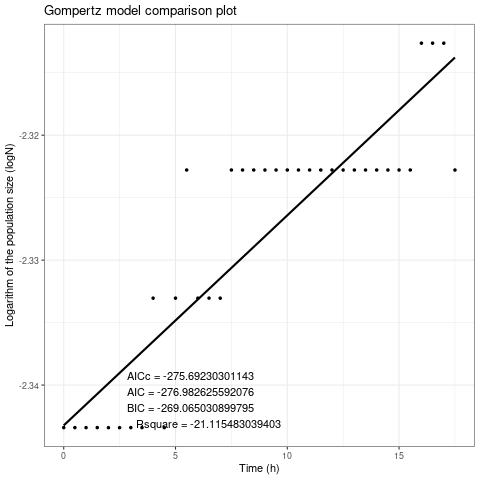 Gompertz model comparison plot
Logarithm of the population size (logN)
-2.32
-2.33
-2.34
AICc = -275.69230301143
AIC = -276.982625592076
BIC = -269.065030899795
Rsquare = -21.115483039403
0 5 10 15
Time (h)